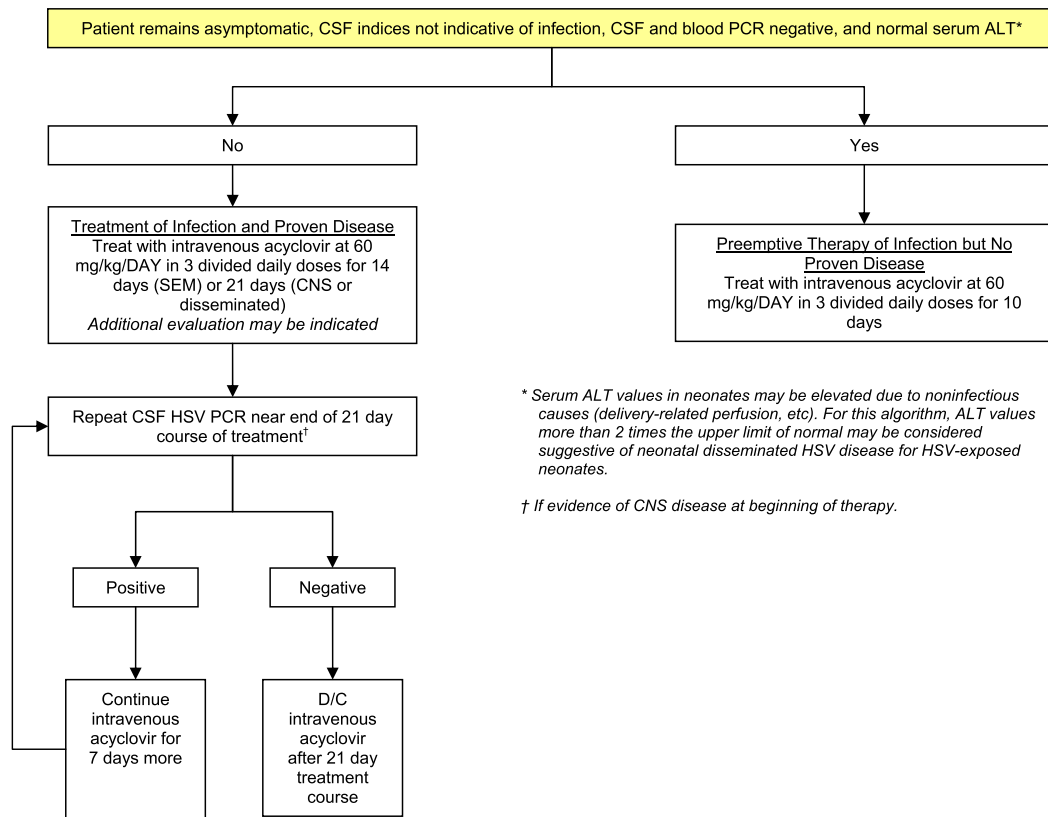 Patient remains asymptomatic, CSF indices not indicative of infection, CSF and blood PCR negative, and normal serum ALT*
No
Yes
Treatment of Infection and Proven Disease
Treat with intravenous acyclovir at 60
mg/kg/DAY in 3 divided daily doses for 14
days (SEM) or 21 days (CNS or
disseminated)
Additional evaluation may be indicated
Preemptive Therapy of Infection but No
Proven Disease
Treat with intravenous acyclovir at 60
mg/kg/DAY in 3 divided daily doses for 10
days
Repeat CSF HSV PCR near end of 21 day
course of treatment†
* Serum ALT values in neonates may be elevated due to noninfectious
causes (delivery-related perfusion, etc). For this algorithm, ALT values
more than 2 times the upper limit of normal may be considered
suggestive of neonatal disseminated HSV disease for HSV-exposed
neonates.
† If evidence of CNS disease at beginning of therapy.
Positive
Negative
Continue
intravenous
acyclovir for
7 days more
D/C
intravenous
acyclovir
after 21 day
treatment
course